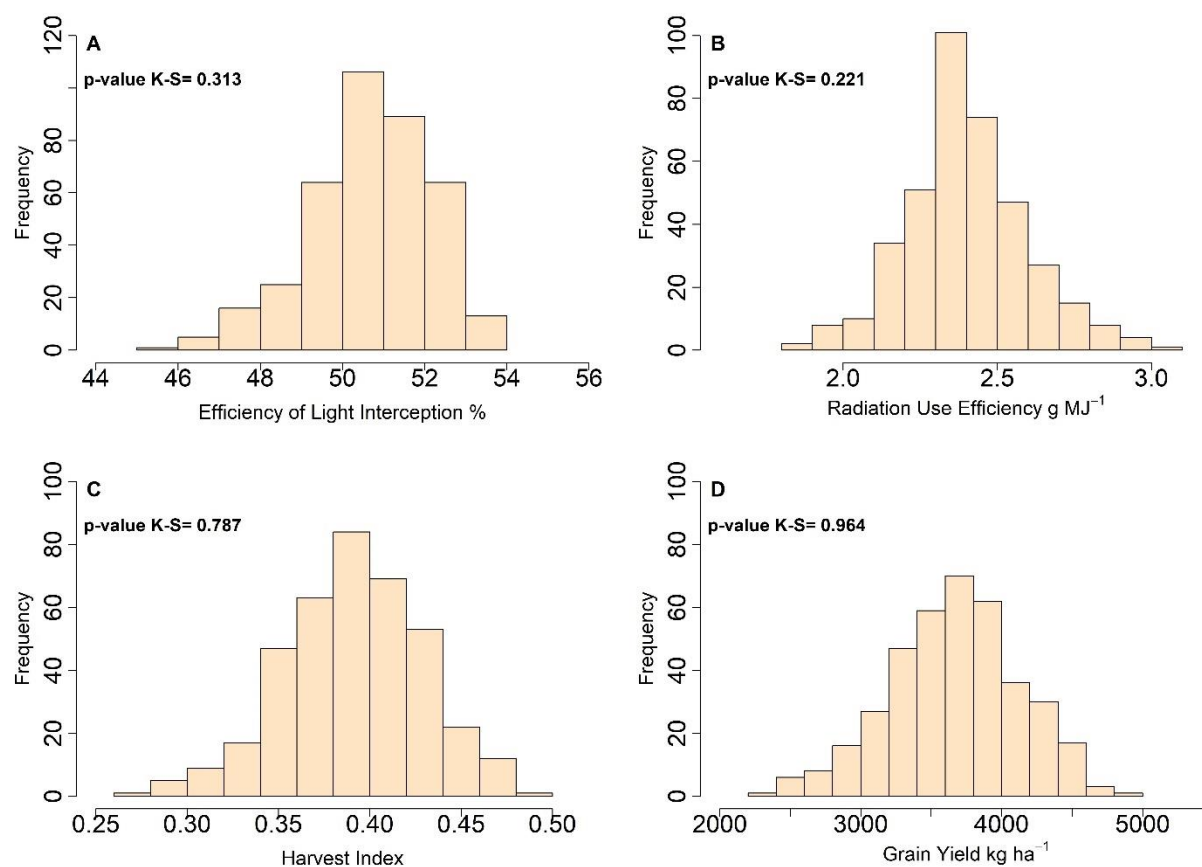 A
p-value K-S= 0.313
Frequency
0 20 40 60 80 120
44 46 48 50 52 54 56
Efficiency of Light Interception %
B
p-value K-S= 0.221
Frequency
0 20 40 60 80 100
2.0 2.5 3.0
Radiation Use Efficiency g MJ⁻¹
C
p-value K-S= 0.787
Frequency
0 20 40 60 80 100
0.25 0.30 0.35 0.40 0.45 0.50
Harvest Index
D
p-value K-S= 0.964
Frequency
0 20 40 60 80 100
2000 3000 4000 5000
Grain Yield kg ha⁻¹